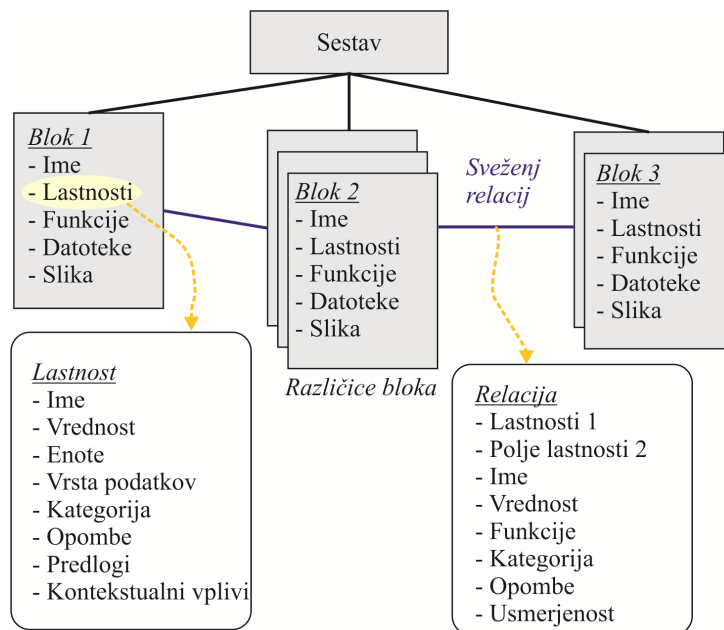 Sestav
Blok 1
- Ime
- Lastnosti
- Funkcije
- Datoteke
- Slika
Blok 2
- Ime
- Lastnosti
- Funkcije
- Datoteke
- Slika
Sveženj
relacij
Blok 3
- Ime
- Lastnosti
- Funkcije
- Datoteke
- Slika
Različice bloka
Lastnost
- Ime
- Vrednost
- Enote
- Vrsta podatkov
- Kategorija
- Opombe
- Predlogi
- Kontekstualni vplivi
Relacija
- Lastnosti 1
- Polje lastnosti 2
- Ime
- Vrednost
- Funkcije
- Kategorija
- Opombe
- Usmerjenost